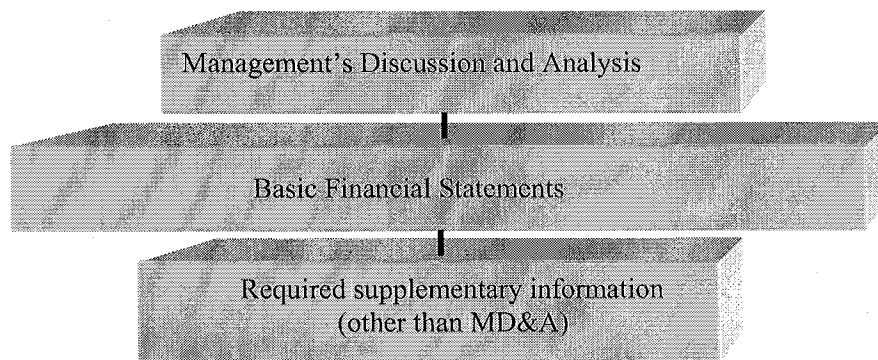 Management's Discussion and Analysis
Basic Financial Statements
Required supplementary information
(other than MD&A)